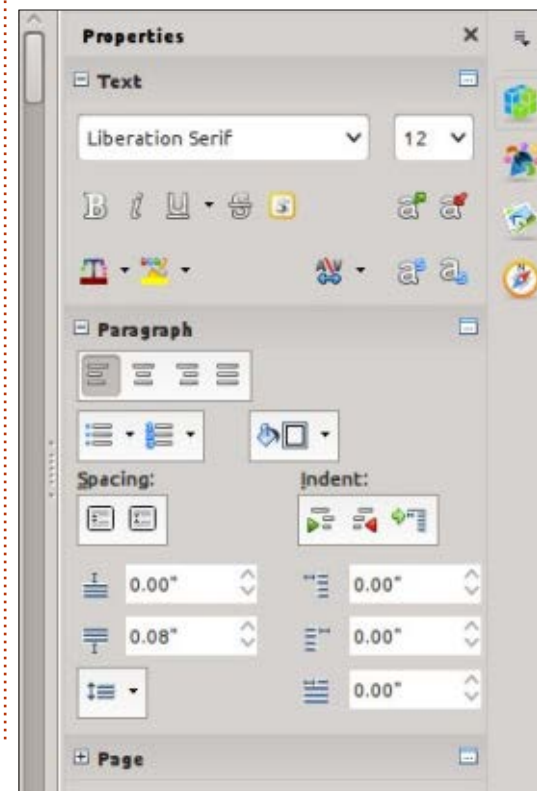 Properties
Text
Liberation Serif 12
Paragraph
Spacing: Indent:
0.00" 0.00"
0.08" 0.00"
0.00"
Page